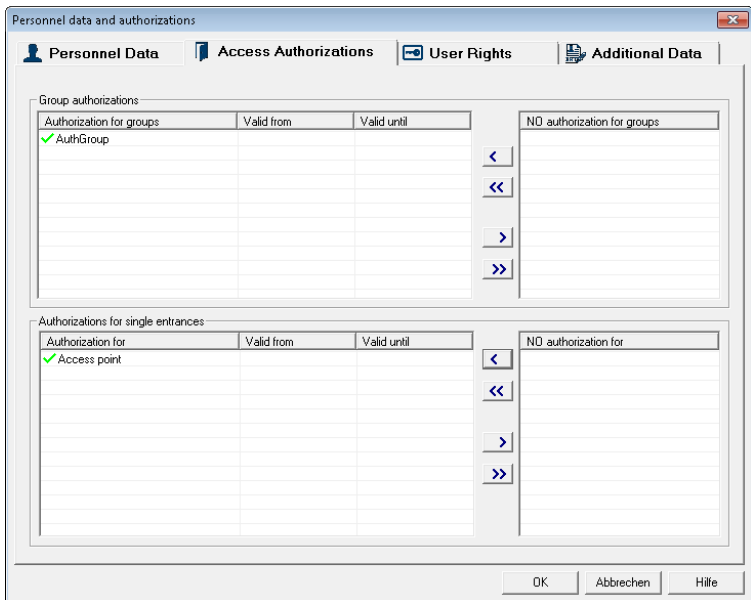 Personnel data and authorizations
Personnel Data Access Authorizations User Rights Additional Data
Group authorizations
Authorization for groups Valid from Valid until NO authorization for groups
AuthGroup
<
<<
>
>>
Authorizations for single entrances
Authorization for Valid from Valid until NO authorization for
Access point
<
<<
>
>>
OK Abbrechen Hilfe